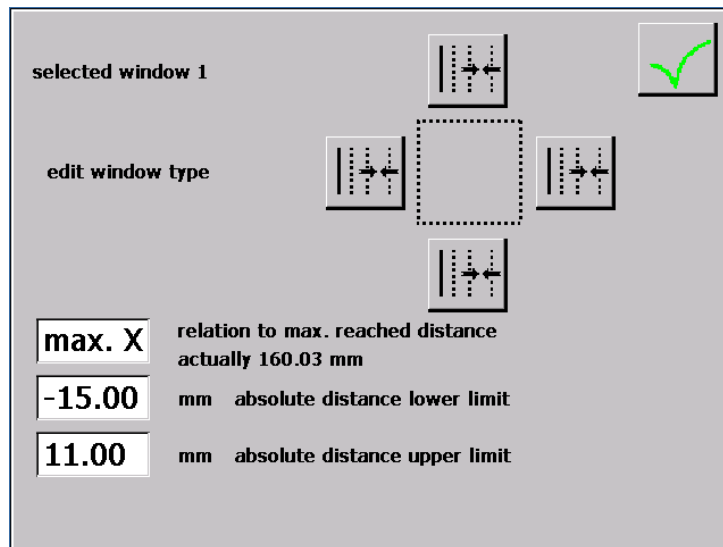 selected window 1
edit window type
max. X relation to max. reached distance
actually 160.03 mm
-15.00 mm absolute distance lower limit
11.00 mm absolute distance upper limit